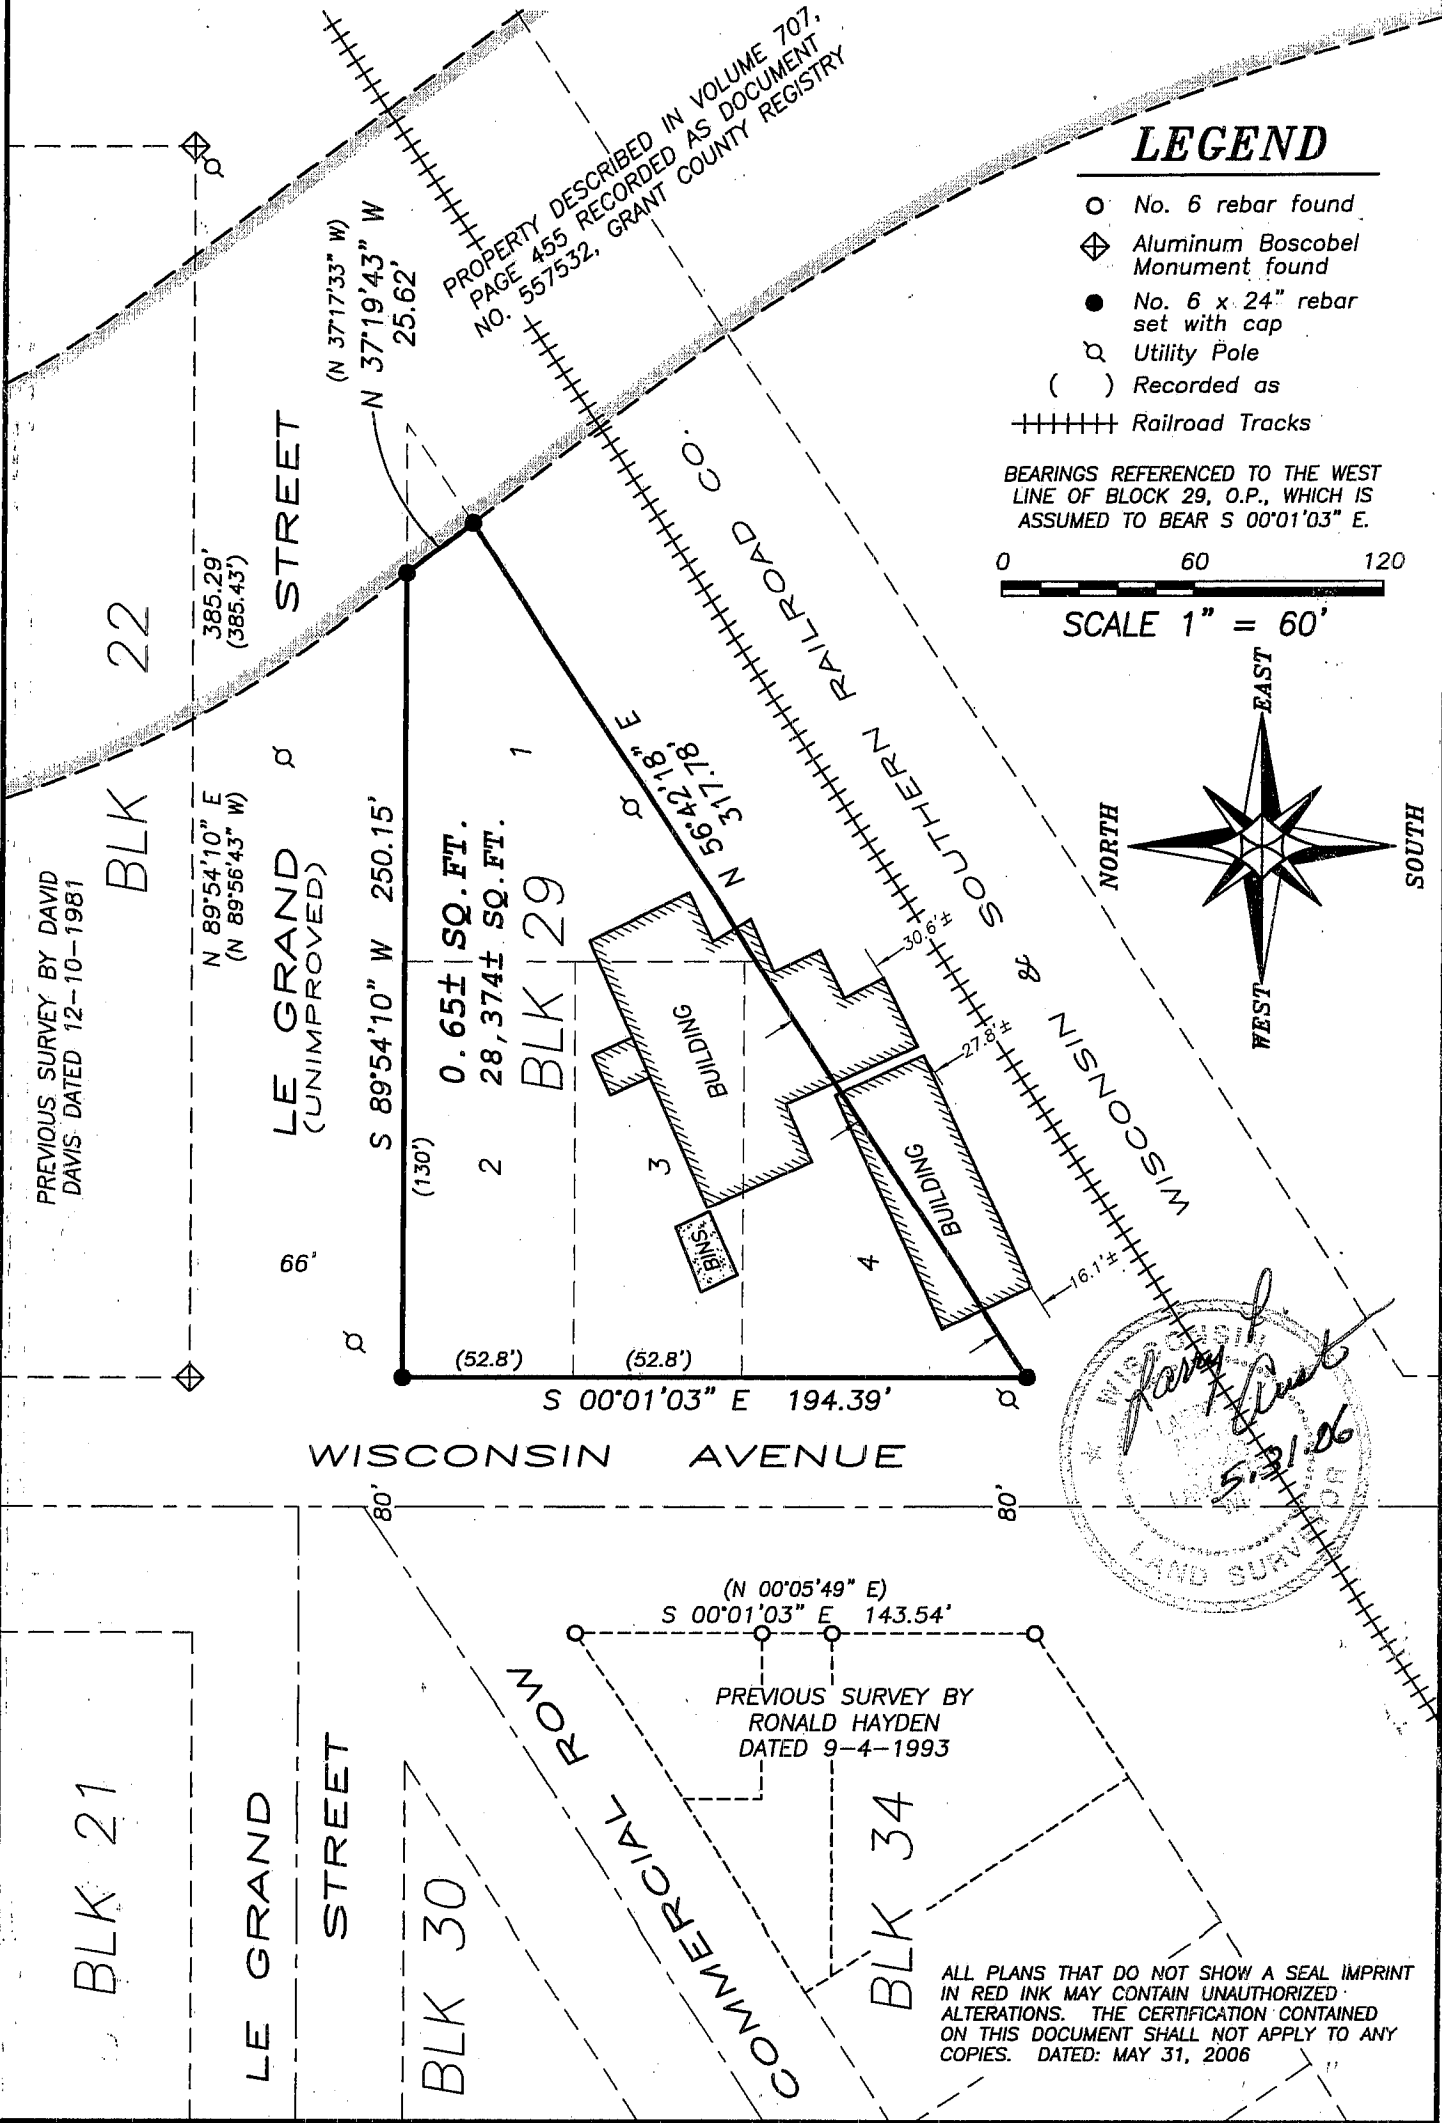 PROPERTY DESCRIBED IN VOLUME 707,
PAGE 455 RECORDED AS DOCUMENT
NO. 557532, GRANT COUNTY REGISTRY
LEGEND
No. 6 rebar found
Aluminum Boscobel
Monument found
No. 6 x 24" rebar
set with cap
Utility Pole
( ) Recorded as
Railroad Tracks
BEARINGS REFERENCED TO THE WEST
LINE OF BLOCK 29, O.P., WHICH IS
ASSUMED TO BEAR S 00°01'03" E.
0 60 120
SCALE 1" = 60'
NORTH
EAST
SOUTH
WEST
(N 37°17'33" W)
N 37°19'43" W
25.62'
385.29'
(385.43')
N 89°54'10" E
(N 89°56'43" W)
BLK 22
PREVIOUS SURVEY BY DAVID
DAVIS DATED 12-10-1981
LE GRAND STREET
(UNIMPROVED)
66'
S 89°54'10" W 250.15'
(130')
0.65± SQ.FT.
28,374± SQ.FT.
BLK 29
1
2
3
4
N 56°42'18" E
317.78'
BUILDING
BUILDING
BINS
30.6'±
27.8'±
16.1'±
WISCONSIN & SOUTHERN RAILROAD CO.
(52.8')
(52.8')
S 00°01'03" E 194.39'
WISCONSIN AVENUE
80'
80'
WISCONSIN
LAND SURVEYOR
5-31-06
(N 00°05'49" E)
S 00°01'03" E 143.54'
PREVIOUS SURVEY BY
RONALD HAYDEN
DATED 9-4-1993
BLK 21
LE GRAND STREET
BLK 30
COMMERCIAL ROW
BLK 34
ALL PLANS THAT DO NOT SHOW A SEAL IMPRINT
IN RED INK MAY CONTAIN UNAUTHORIZED
ALTERATIONS. THE CERTIFICATION CONTAINED
ON THIS DOCUMENT SHALL NOT APPLY TO ANY
COPIES. DATED: MAY 31, 2006